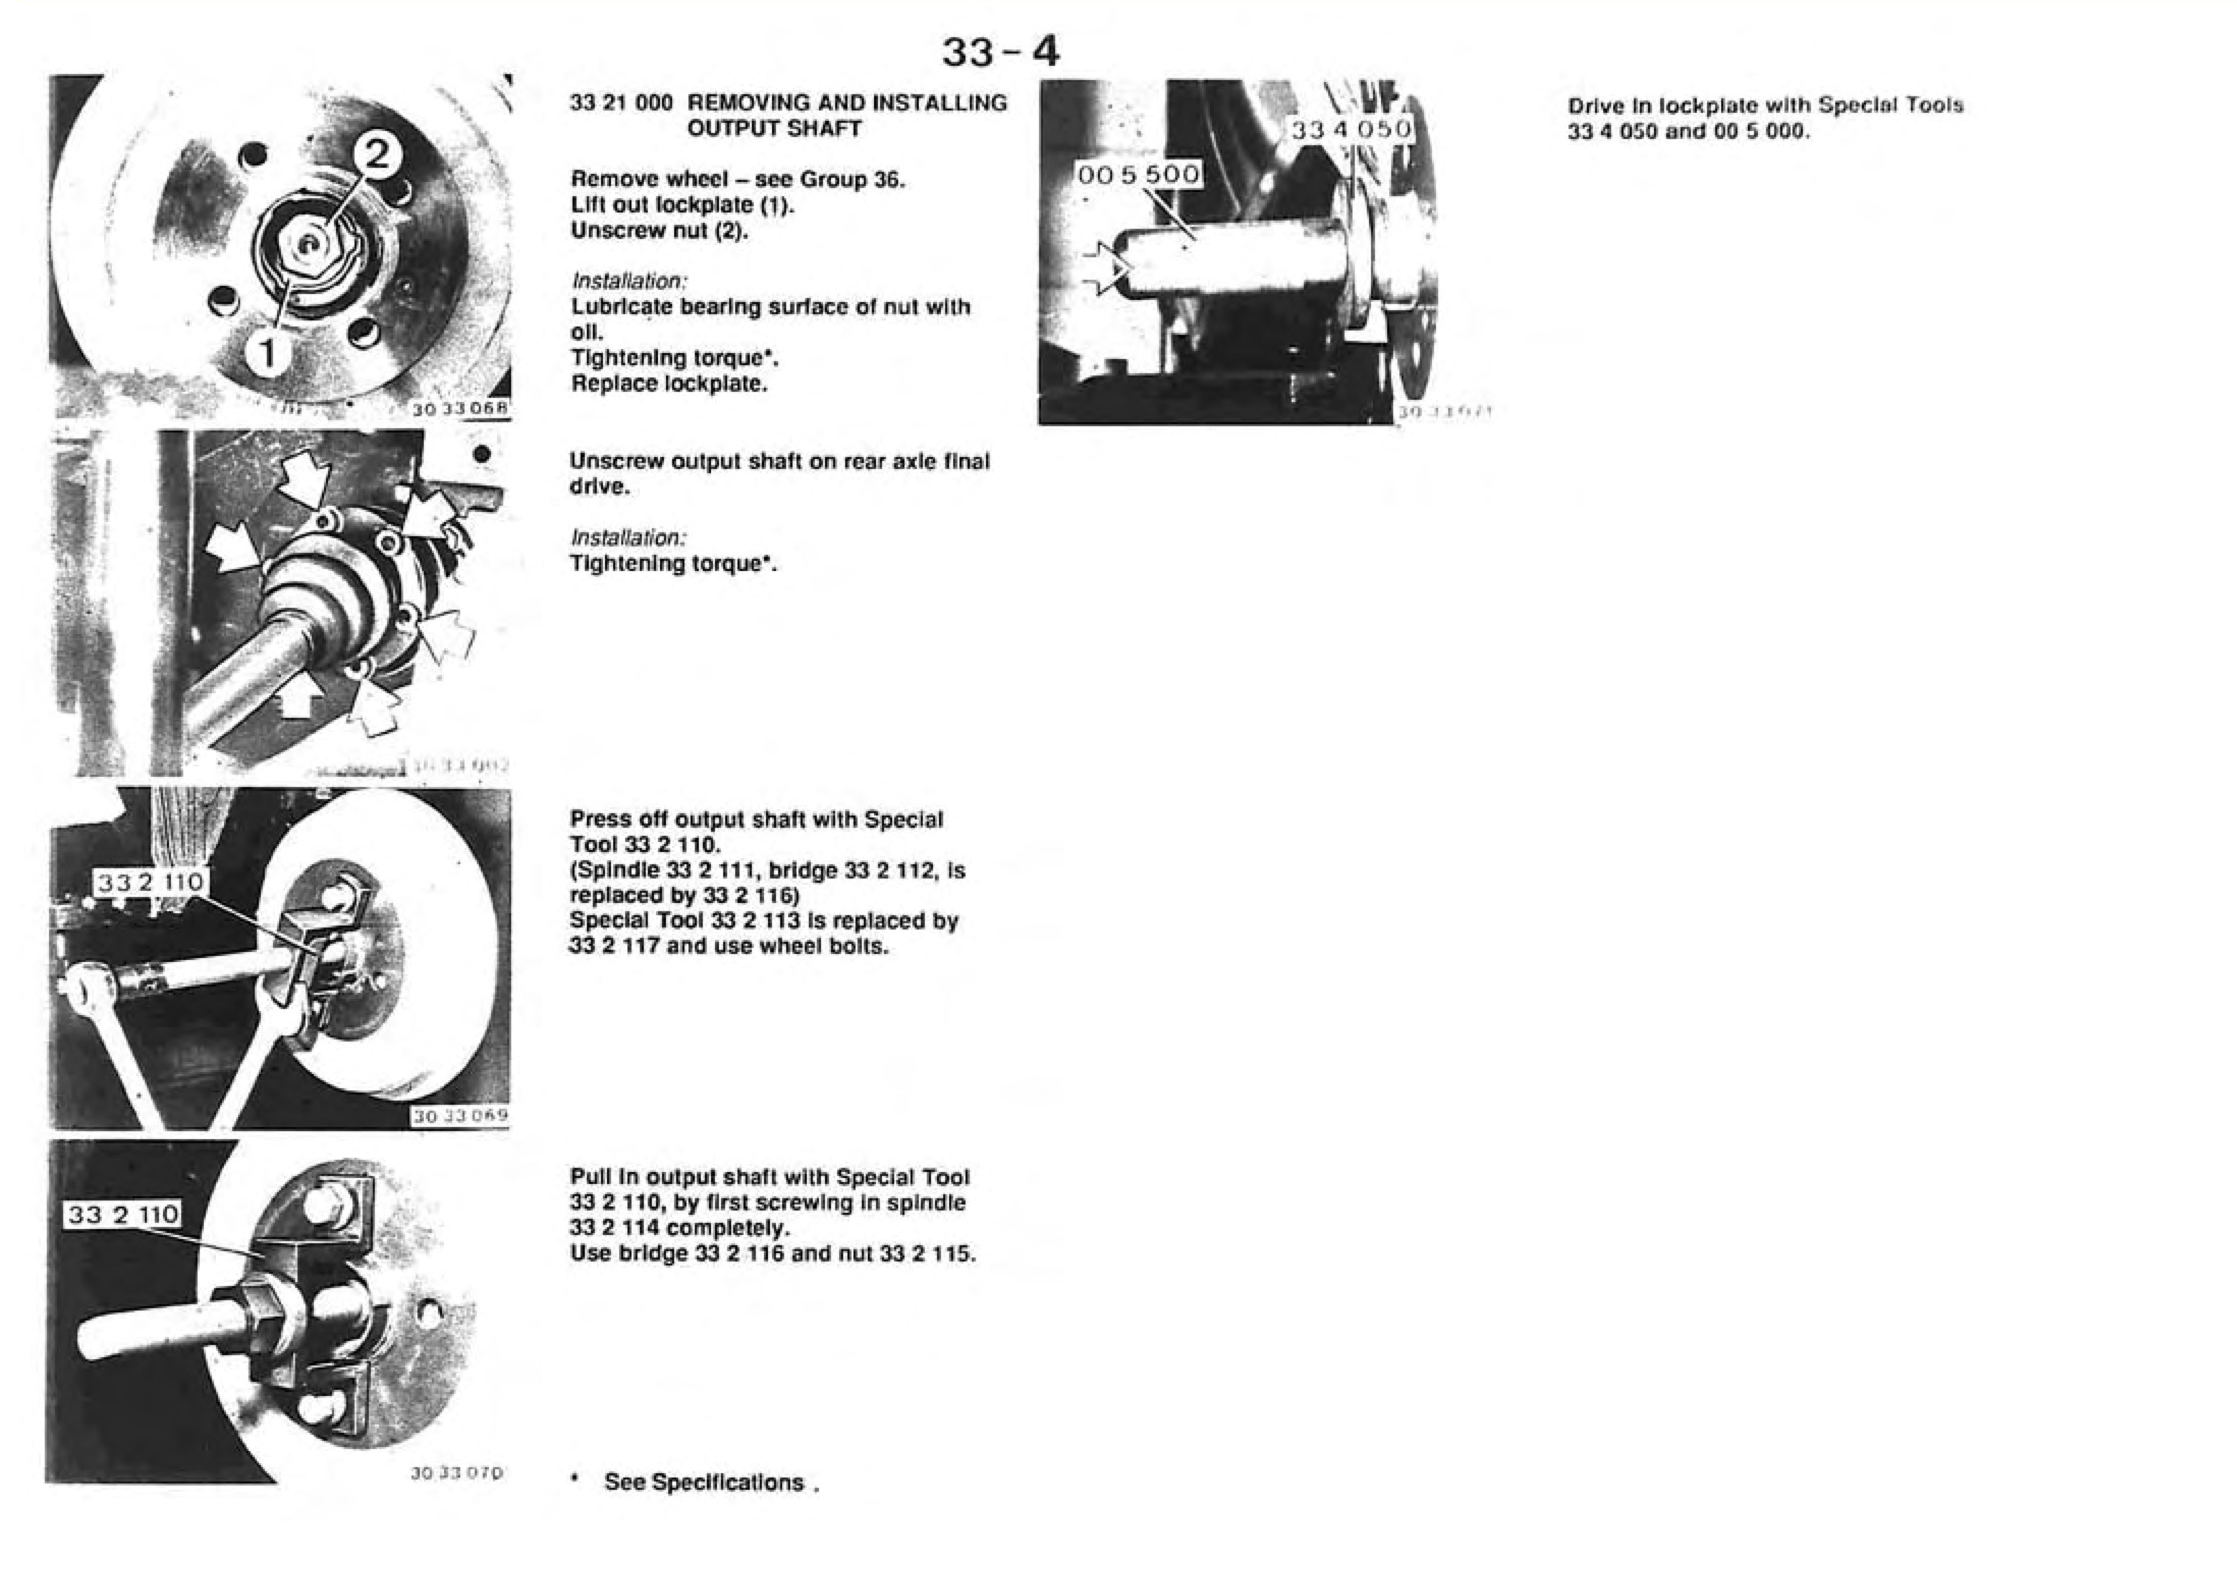 33-4
33 21 000 REMOVING AND INSTALLING
OUTPUT SHAFT
Remove wheel – see Group 36.
Lift out lockplate (1).
Unscrew nut (2).
Installation:
Lubricate bearing surface of nut with
oil.
Tightening torque*.
Replace lockplate.
2
1
30 33 068
Unscrew output shaft on rear axle final
drive.
Installation:
Tightening torque*.
30 33 002
Press off output shaft with Special
Tool 33 2 110.
(Spindle 33 2 111, bridge 33 2 112, is
replaced by 33 2 116)
Special Tool 33 2 113 is replaced by
33 2 117 and use wheel bolts.
33 2 110
30 33 069
Pull in output shaft with Special Tool
33 2 110, by first screwing in spindle
33 2 114 completely.
Use bridge 33 2 116 and nut 33 2 115.
33 2 110
30 33 070
* See Specifications .
33 4 050
00 5 500
30 33 071
Drive in lockplate with Special Tools
33 4 050 and 00 5 000.